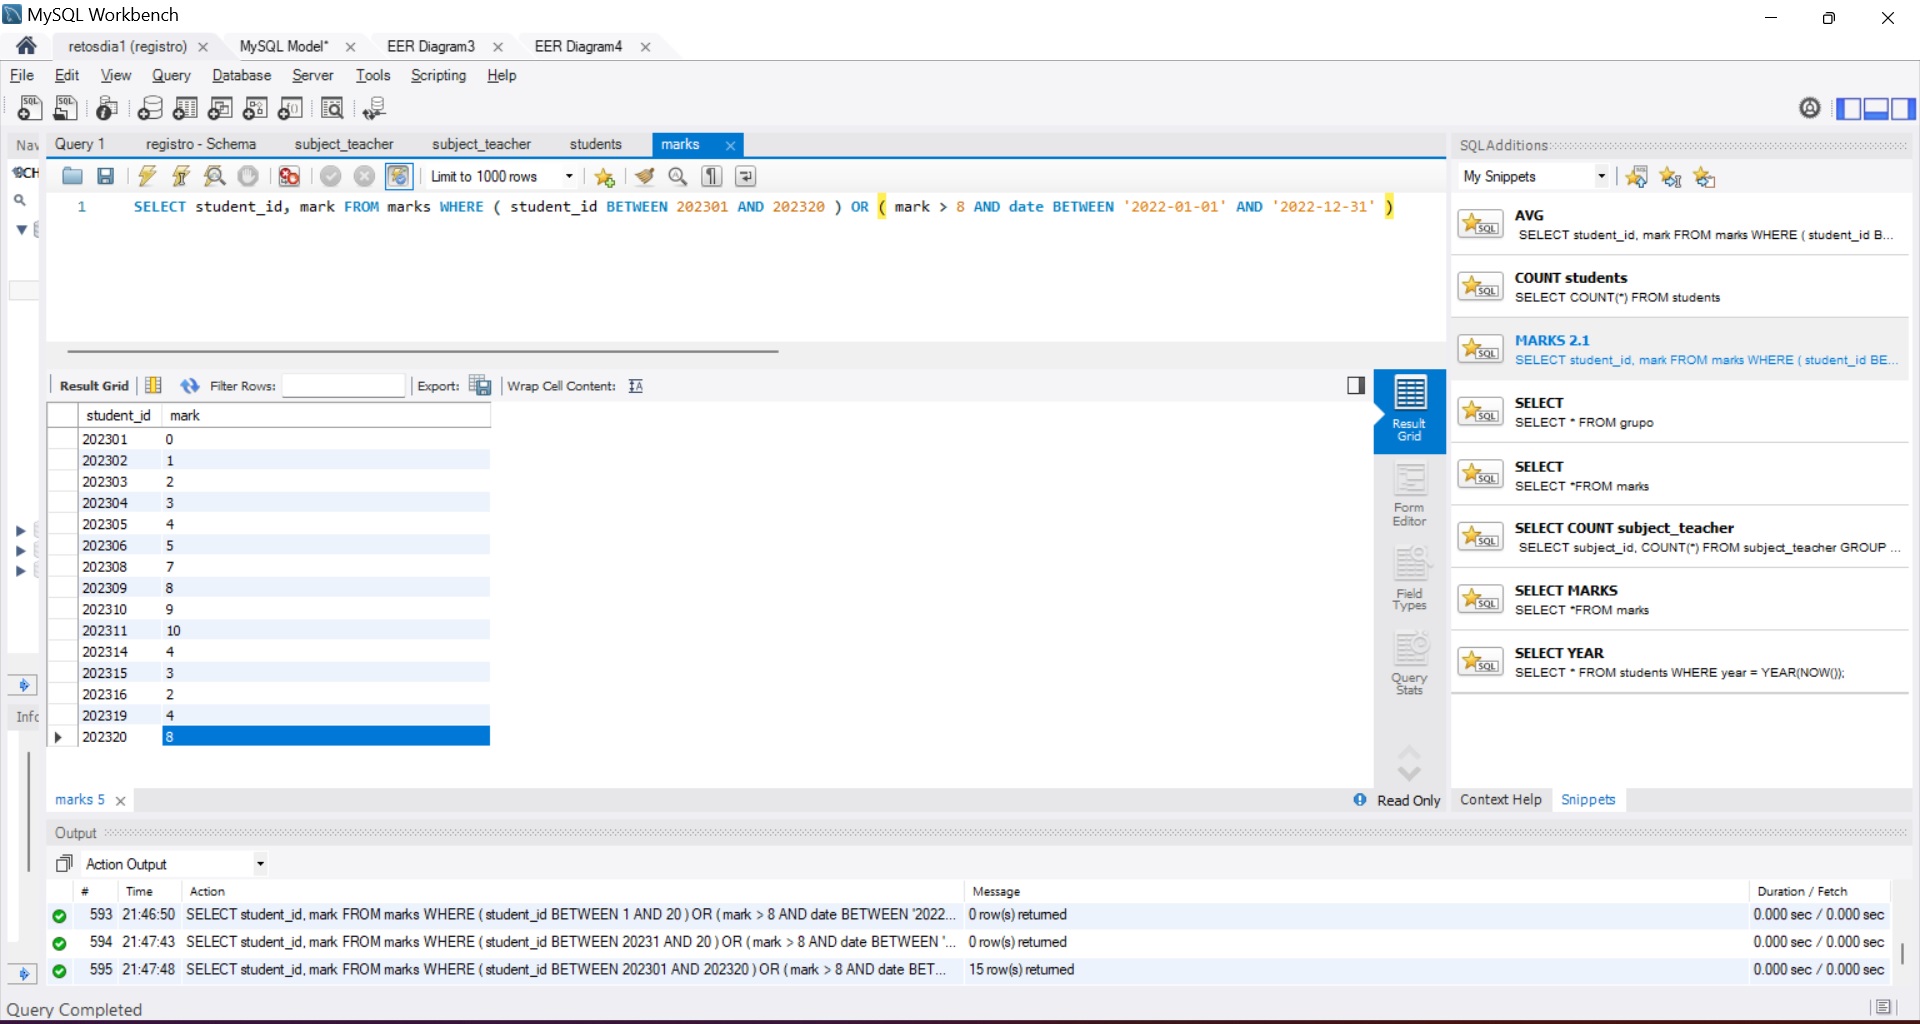 MySQL Workbench
retosdia1 (registro) MySQL Model* EER Diagram3 EER Diagram4
File Edit View Query Database Server Tools Scripting Help
Nav Query 1 registro - Schema subject_teacher subject_teacher students marks
SCH
Limit to 1000 rows
1 SELECT student_id, mark FROM marks WHERE ( student_id BETWEEN 202301 AND 202320 ) OR ( mark > 8 AND date BETWEEN '2022-01-01' AND '2022-12-31' )
Result Grid Filter Rows: Export: Wrap Cell Content:
student_id mark
202301 0
202302 1
202303 2
202304 3
202305 4
202306 5
202308 7
202309 8
202310 9
202311 10
202314 4
202315 3
202316 2
202319 4
202320 8
Result
Grid
Form
Editor
Field
Types
Query
Stats
Info
marks 5
Read Only
SQLAdditions
My Snippets
AVG
SELECT student_id, mark FROM marks WHERE ( student_id B...
COUNT students
SELECT COUNT(*) FROM students
MARKS 2.1
SELECT student_id, mark FROM marks WHERE ( student_id BE...
SELECT
SELECT * FROM grupo
SELECT
SELECT *FROM marks
SELECT COUNT subject_teacher
SELECT subject_id, COUNT(*) FROM subject_teacher GROUP ...
SELECT MARKS
SELECT *FROM marks
SELECT YEAR
SELECT * FROM students WHERE year = YEAR(NOW());
Context Help Snippets
Output
Action Output
# Time Action Message Duration / Fetch
593 21:46:50 SELECT student_id, mark FROM marks WHERE ( student_id BETWEEN 1 AND 20 ) OR ( mark > 8 AND date BETWEEN '2022... 0 row(s) returned 0.000 sec / 0.000 sec
594 21:47:43 SELECT student_id, mark FROM marks WHERE ( student_id BETWEEN 20231 AND 20 ) OR ( mark > 8 AND date BETWEEN '... 0 row(s) returned 0.000 sec / 0.000 sec
595 21:47:48 SELECT student_id, mark FROM marks WHERE ( student_id BETWEEN 202301 AND 202320 ) OR ( mark > 8 AND date BET... 15 row(s) returned 0.000 sec / 0.000 sec
Query Completed